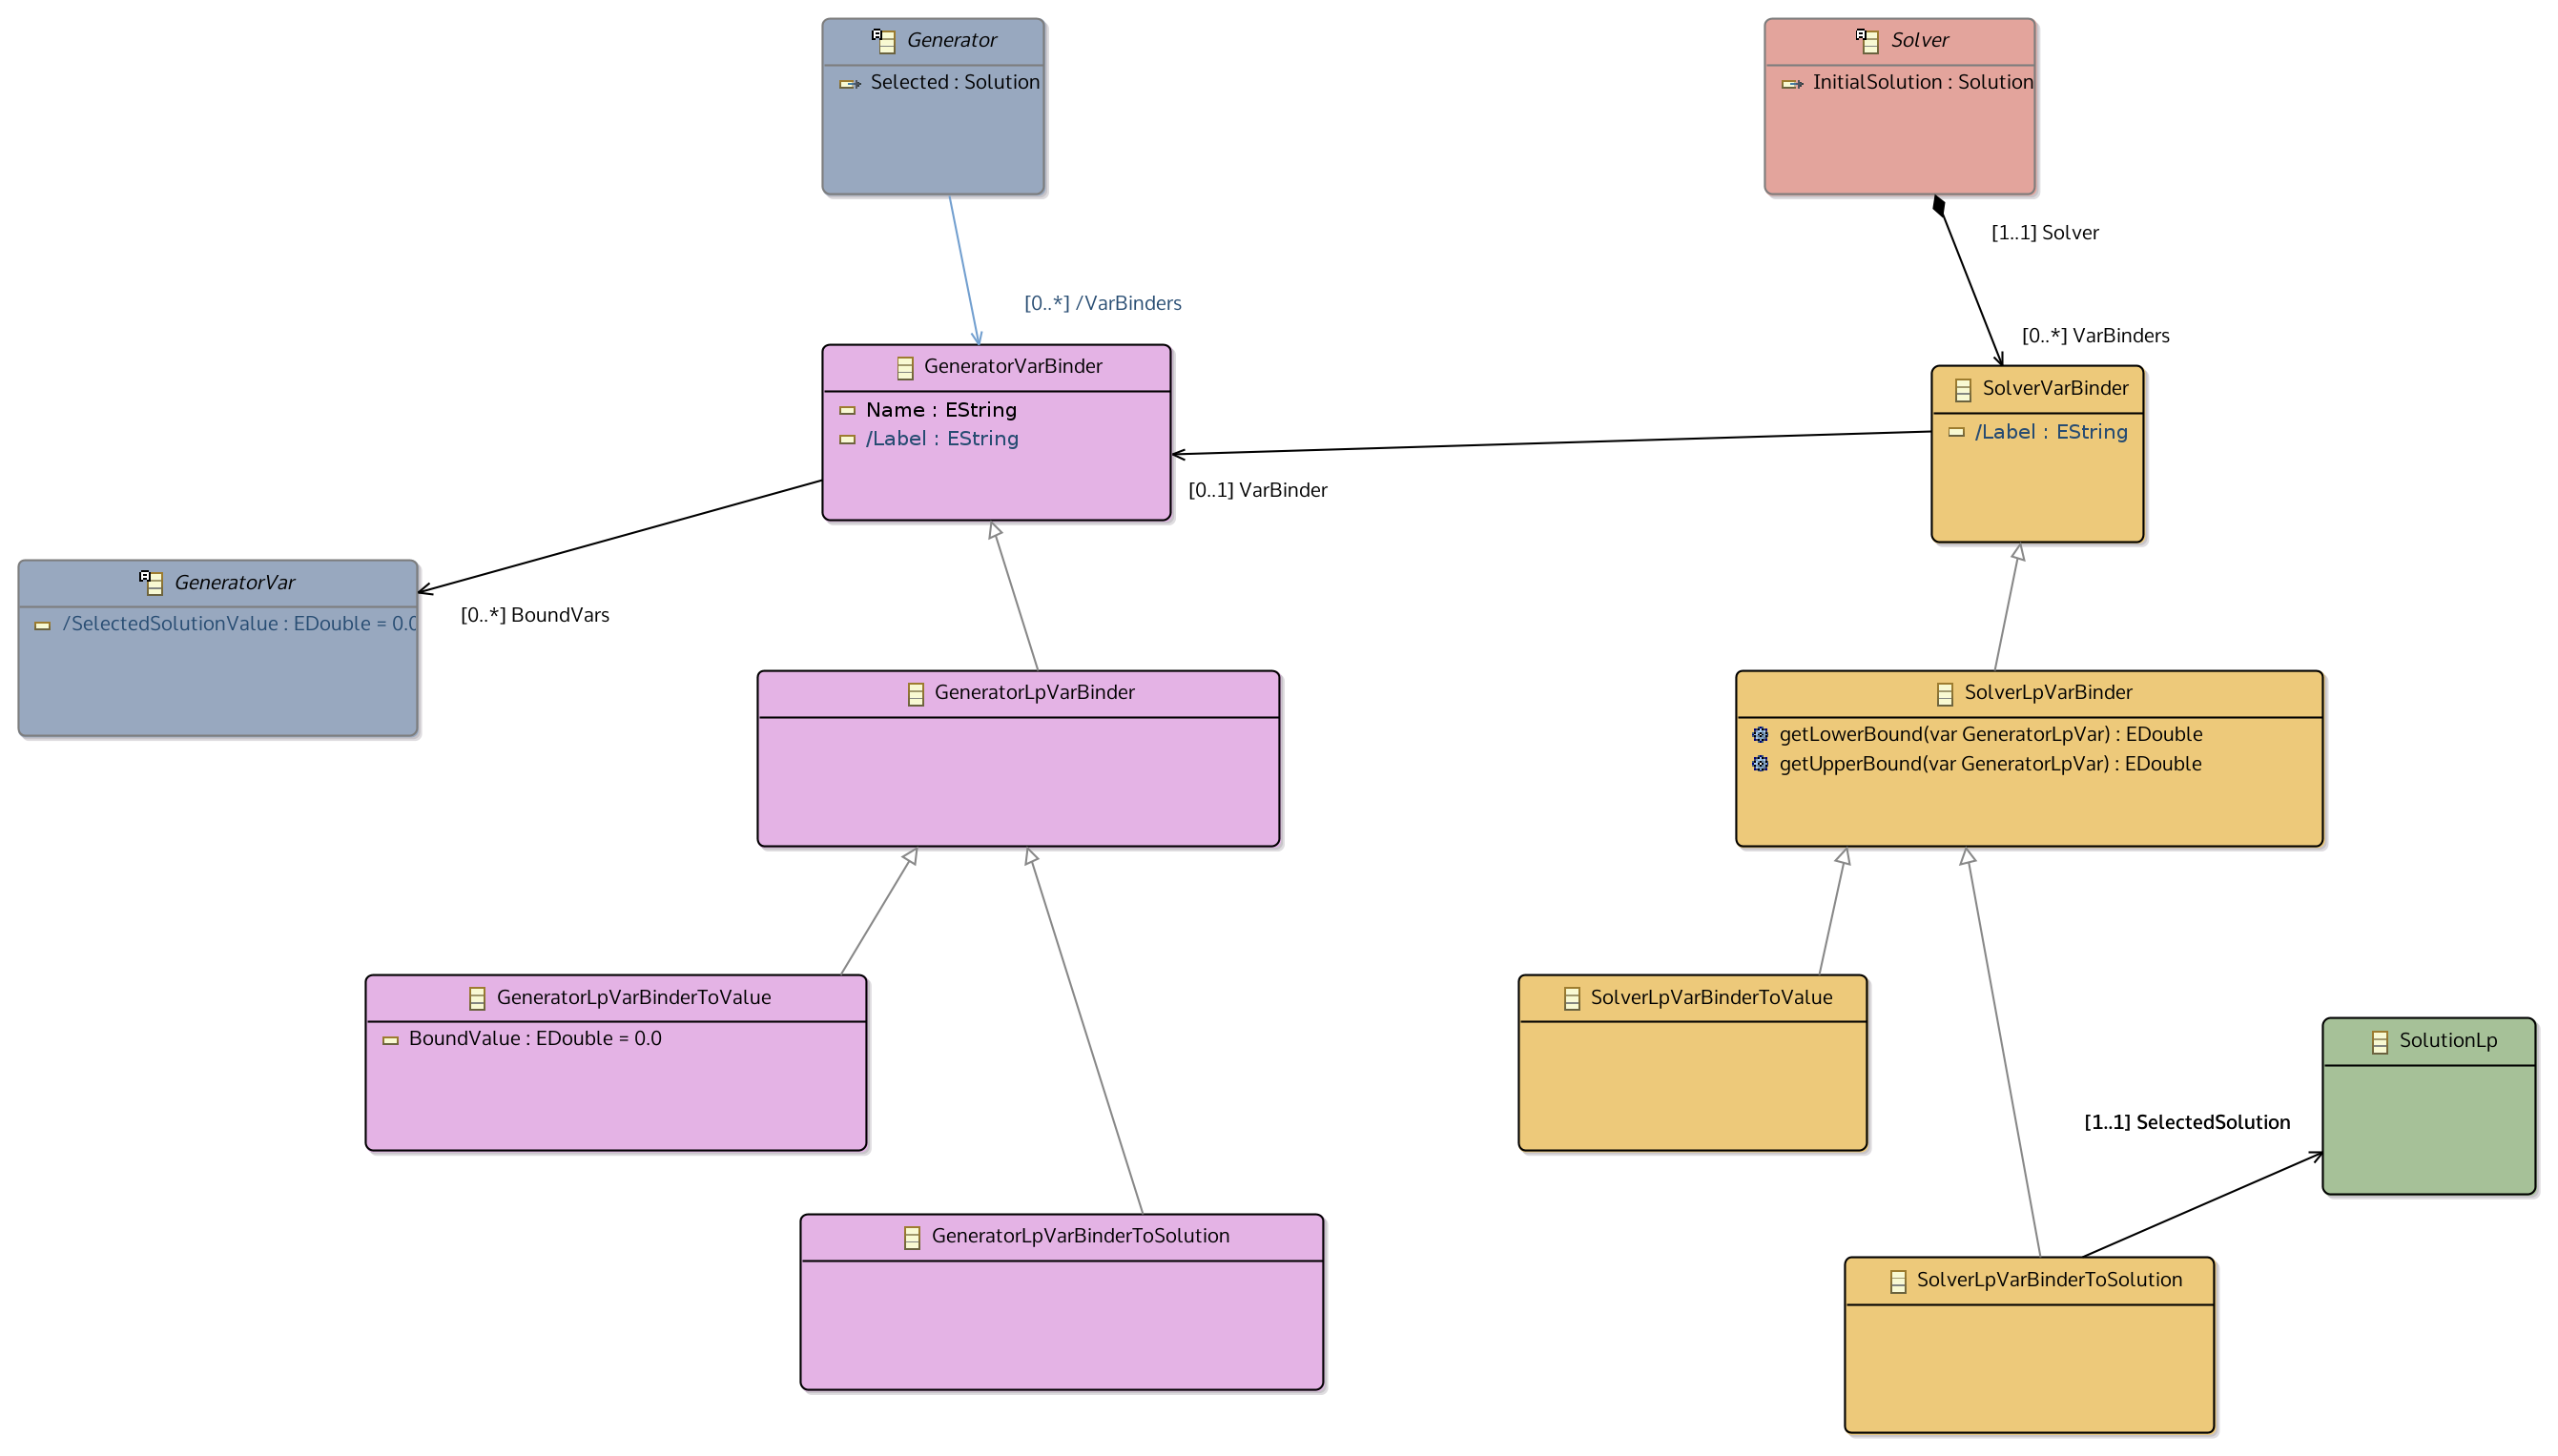 Generator
Selected : Solution
Solver
InitialSolution : Solution
[1..1] Solver
[0..*] /VarBinders
[0..*] VarBinders
GeneratorVarBinder
Name : EString
/Label : EString
SolverVarBinder
/Label : EString
[0..1] VarBinder
GeneratorVar
/SelectedSolutionValue : EDouble = 0.0
[0..*] BoundVars
GeneratorLpVarBinder
SolverLpVarBinder
getLowerBound(var GeneratorLpVar) : EDouble
getUpperBound(var GeneratorLpVar) : EDouble
GeneratorLpVarBinderToValue
BoundValue : EDouble = 0.0
SolverLpVarBinderToValue
SolutionLp
[1..1] SelectedSolution
GeneratorLpVarBinderToSolution
SolverLpVarBinderToSolution